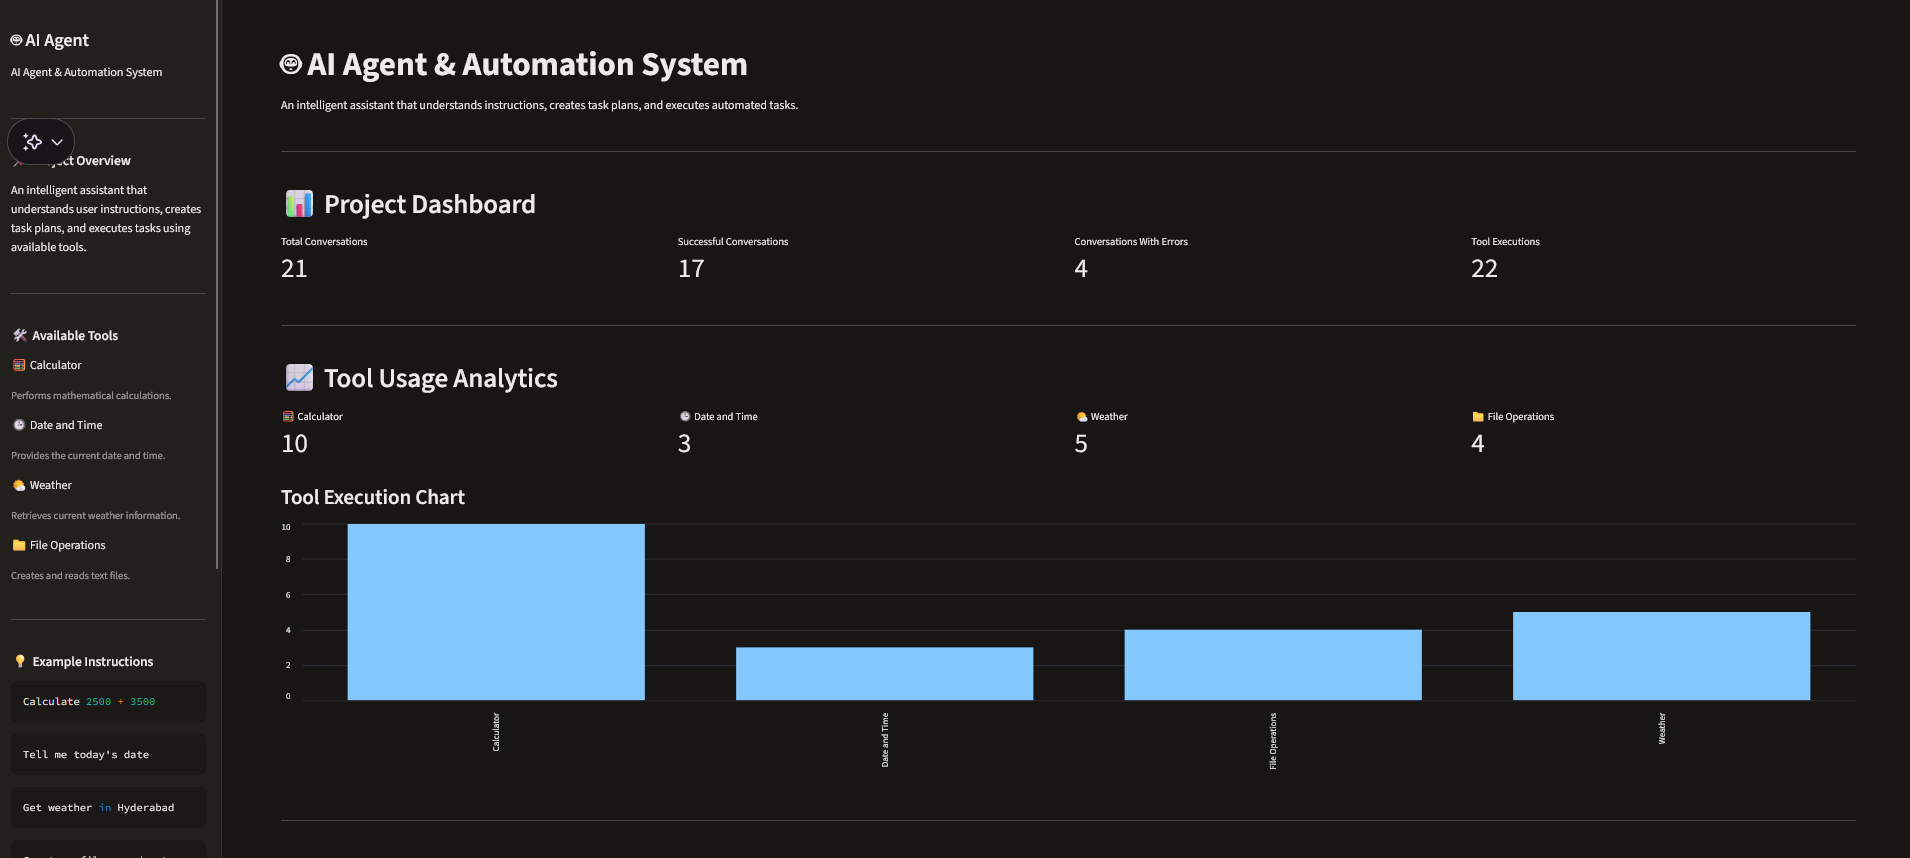 AI Agent
AI Agent & Automation System
ct Overview
An intelligent assistant that
understands user instructions, creates
task plans, and executes tasks using
available tools.
Available Tools
Calculator
Performs mathematical calculations.
Date and Time
Provides the current date and time.
Weather
Retrieves current weather information.
File Operations
Creates and reads text files.
Example Instructions
Calculate 2500 + 3500
Tell me today's date
Get weather in Hyderabad
AI Agent & Automation System
An intelligent assistant that understands instructions, creates task plans, and executes automated tasks.
Project Dashboard
Total Conversations
21
Successful Conversations
17
Conversations With Errors
4
Tool Executions
22
Tool Usage Analytics
Calculator
10
Date and Time
3
Weather
5
File Operations
4
Tool Execution Chart
10
8
6
4
2
0
Calculator
Date and Time
File Operations
Weather